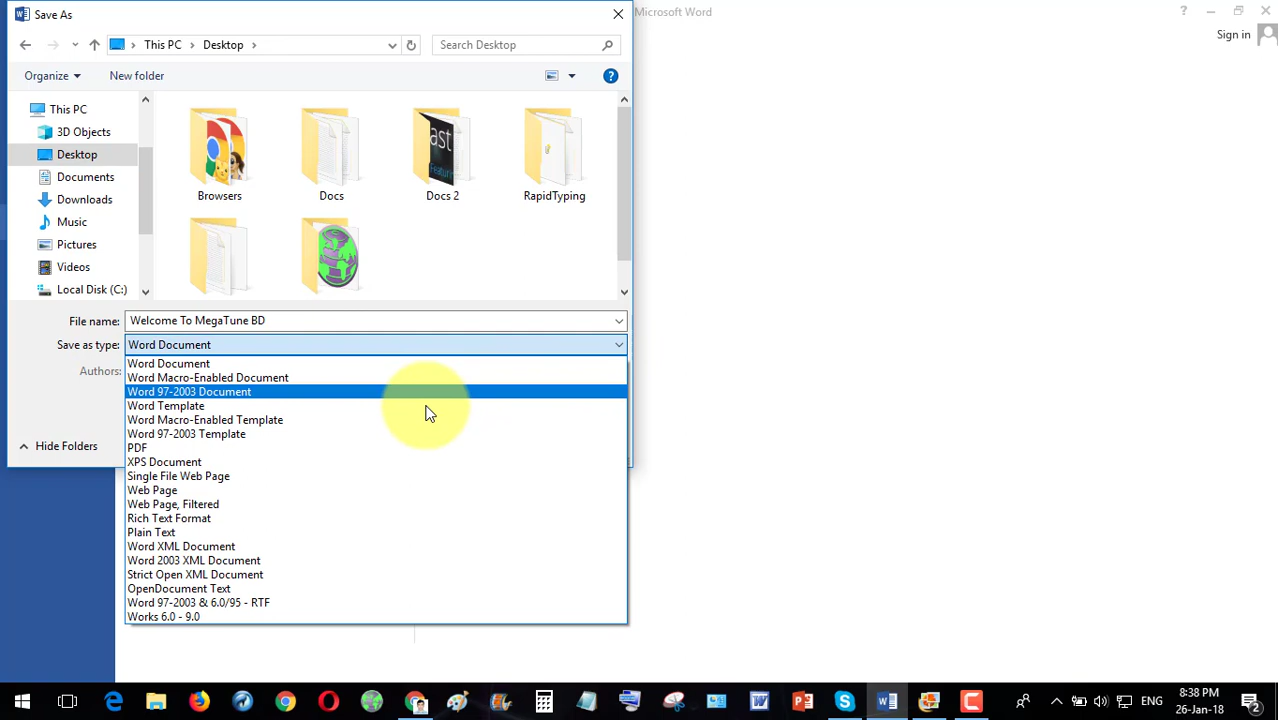 Save As
Microsoft Word
Sign in
This PC
Desktop
Search Desktop
Organize
New folder
This PC
3D Objects
Desktop
Documents
Downloads
Music
Pictures
Videos
Local Disk (C:)
ast
Feature
Browsers
Docs
Docs 2
RapidTyping
File name:
Welcome To MegaTune BD
Save as type:
Word Document
Authors:
Word Document
Word Macro-Enabled Document
Word 97-2003 Document
Word Template
Word Macro-Enabled Template
Word 97-2003 Template
PDF
XPS Document
Single File Web Page
Web Page
Web Page, Filtered
Rich Text Format
Plain Text
Word XML Document
Word 2003 XML Document
Strict Open XML Document
OpenDocument Text
Word 97-2003 & 6.0/95 - RTF
Works 6.0 - 9.0
Hide Folders
ENG
8:38 PM
26-Jan-18
2